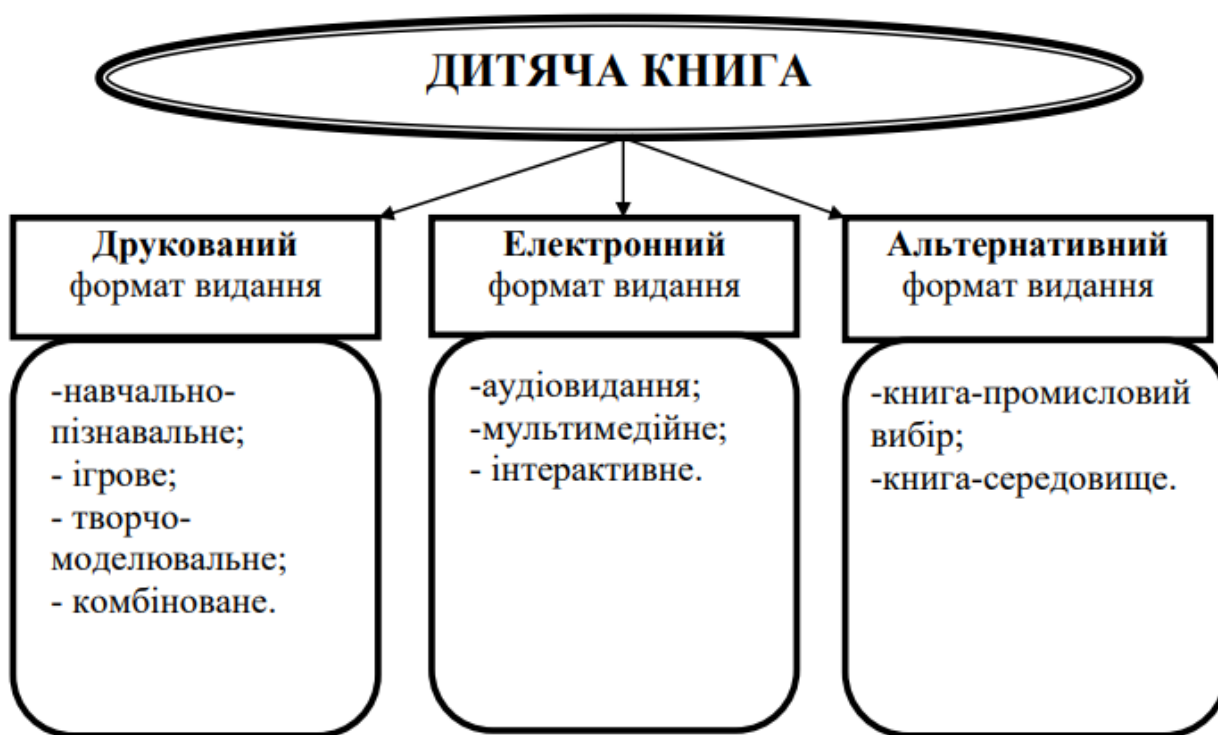 ДИТЯЧА КНИГА
Друкований
формат видання
-навчально-
пізнавальне;
- ігрове;
- творчо-
моделювальне;
- комбіноване.
Електронний
формат видання
-аудіовидання;
-мультимедійне;
- інтерактивне.
Альтернативний
формат видання
-книга-промисловий
вибір;
-книга-середовище.